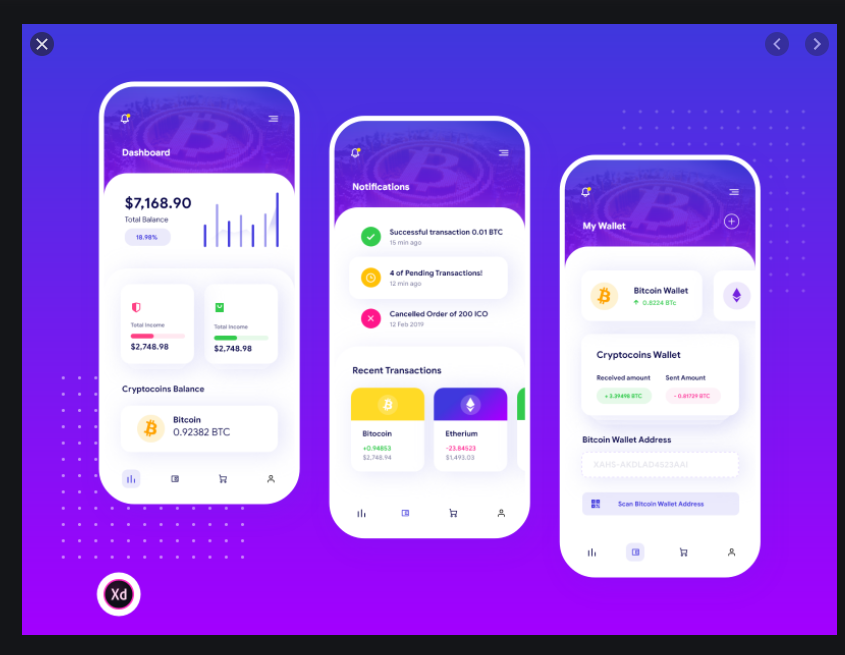 Dashboard
$7,168.90
Total Balance
18.98%
Total Income
$2,748.98
Total Income
$2,748.98
Cryptocoins Balance
Bitcoin
0.92382 BTC
Notifications
Successful transaction 0.01 BTC
15 min ago
4 of Pending Transactions!
12 min ago
Cancelled Order of 200 ICO
12 Feb 2019
Recent Transactions
Bitocoin
+0.94853
$2,748.94
Etherium
-23.84523
$1,493.03
My Wallet
Bitcoin Wallet
0.8224 BTc
Cryptocoins Wallet
Received amount
Sent Amount
+ 3.39498 BTC
- 0.81739 BTC
Bitcoin Wallet Address
Scan Bitcoin Wallet Address
Xd